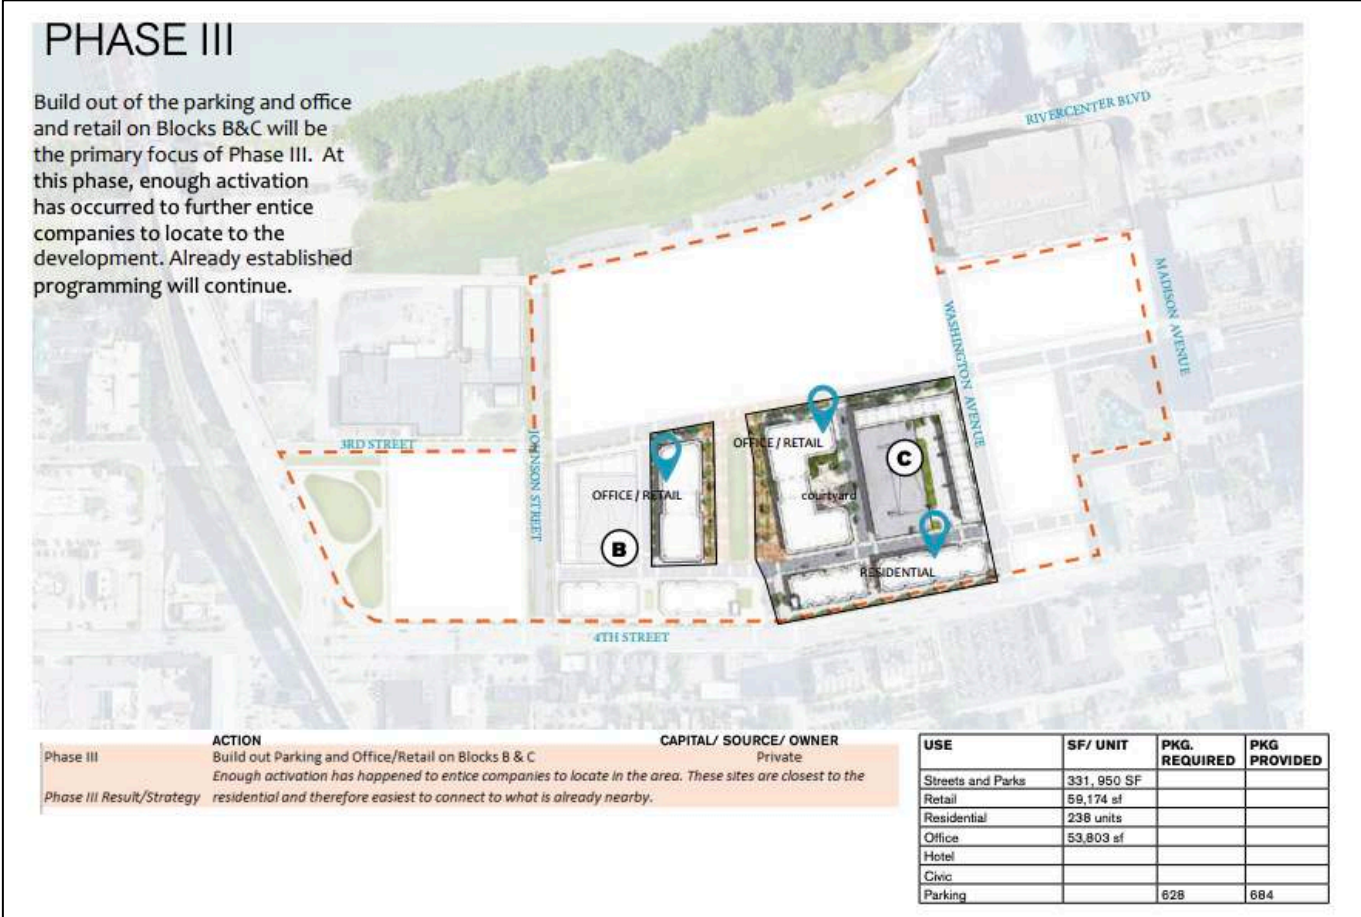 PHASE III
Build out of the parking and office
and retail on Blocks B&C will be
the primary focus of Phase III. At
this phase, enough activation
has occurred to further entice
companies to locate to the
development. Already established
programming will continue.
RIVERCENTER BLVD
MADISON AVENUE
WASHINGTON AVENUE
3RD STREET
JOHNSON STREET
OFFICE / RETAIL
OFFICE / RETAIL
C
courtyard
B
RESIDENTIAL
4TH STREET
ACTION CAPITAL/ SOURCE/ OWNER
Phase III Build out Parking and Office/Retail on Blocks B & C Private
Enough activation has happened to entice companies to locate in the area. These sites are closest to the
Phase III Result/Strategy residential and therefore easiest to connect to what is already nearby.
USE SF/ UNIT PKG. REQUIRED PKG PROVIDED
Streets and Parks 331, 950 SF
Retail 59,174 sf
Residential 238 units
Office 53,803 sf
Hotel
Civic
Parking 628 684